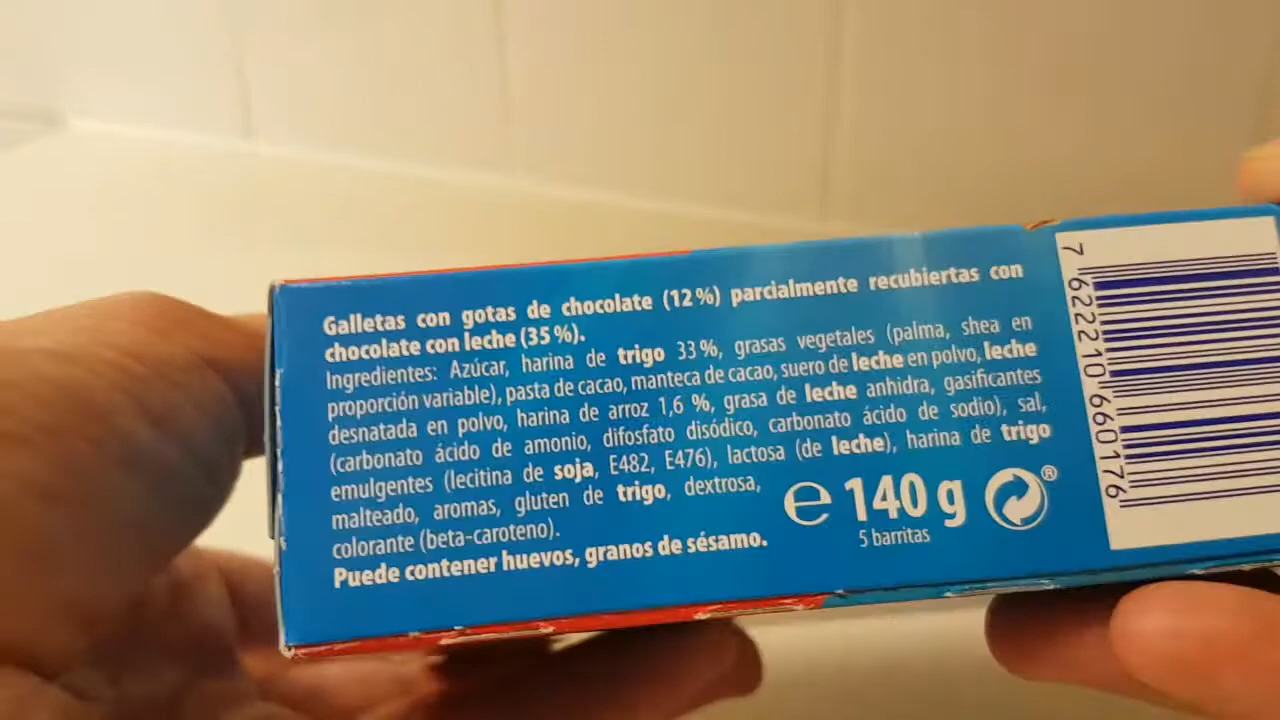 Galletas con gotas de chocolate (12%) parcialmente recubiertas con
chocolate con leche (35%).
Ingredientes: Azúcar, harina de trigo 33%, grasas vegetales (palma, shea en
proporción variable), pasta de cacao, manteca de cacao, suero de leche en polvo, leche
desnatada en polvo, harina de arroz 1,6 %, grasa de leche anhidra, gasificantes
(carbonato ácido de amonio, difosfato disódico, carbonato ácido de sodio), sal,
emulgentes (lecitina de soja, E482, E476), lactosa (de leche), harina de trigo
malteado, aromas, gluten de trigo, dextrosa,
colorante (beta-caroteno).
Puede contener huevos, granos de sésamo.
e 140 g ®
5 barritas
7 622210 660176